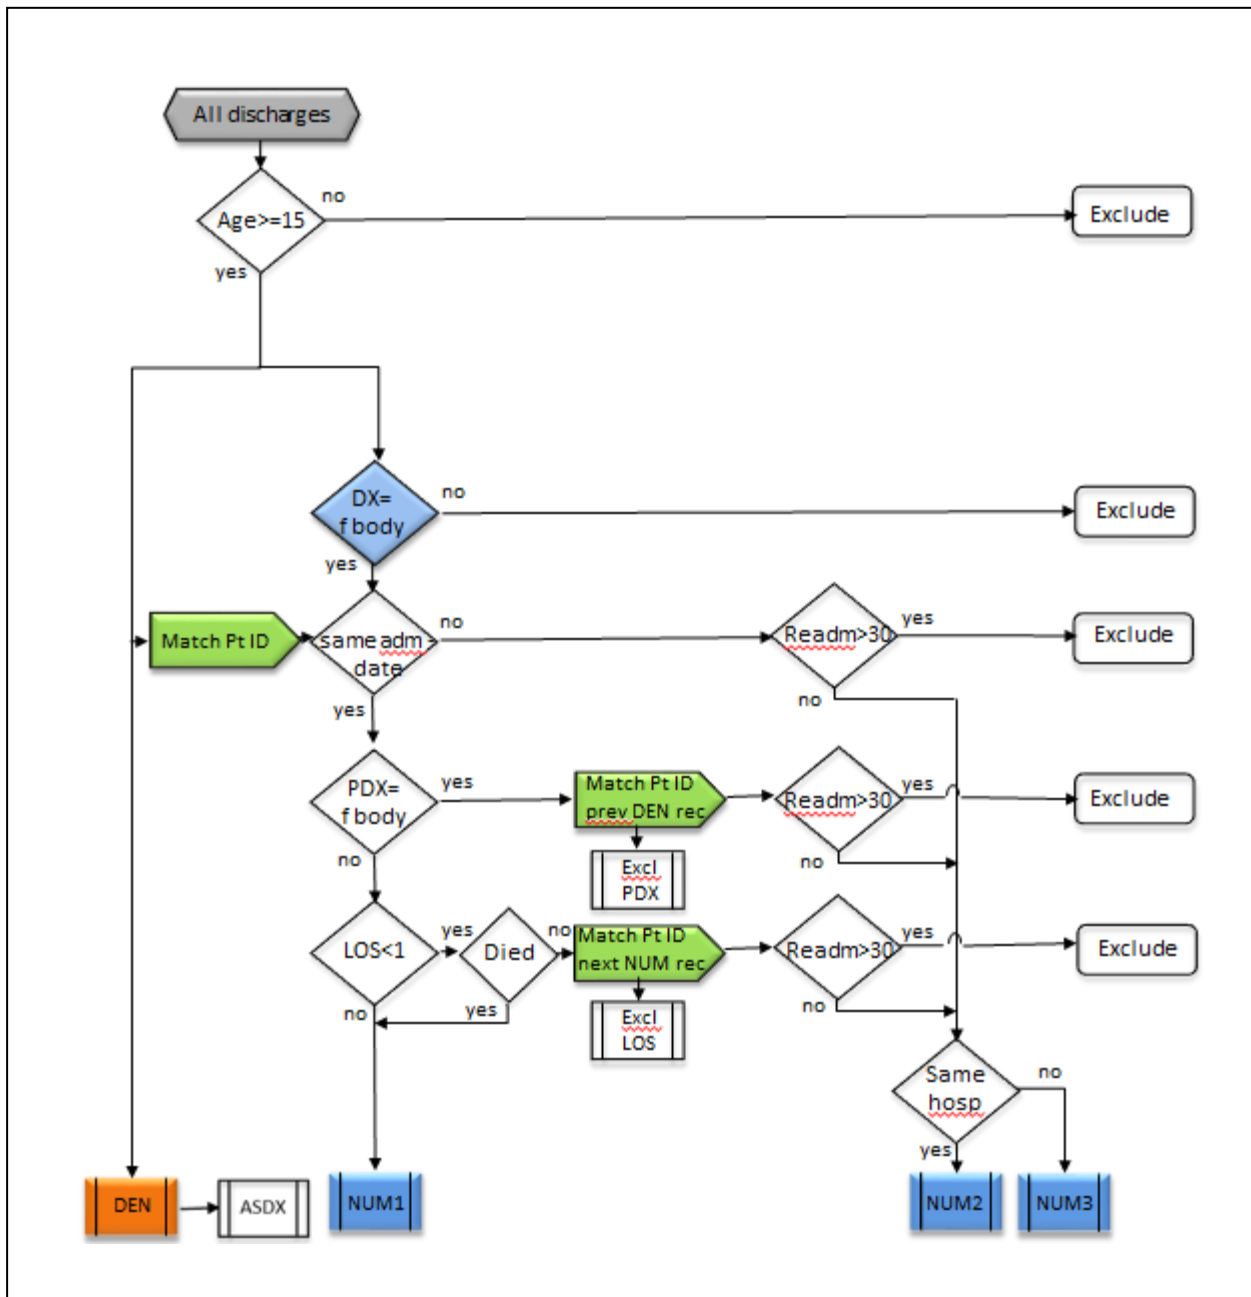 All discharges
no
Age>=15
Exclude
yes
no
DX=
f body
Exclude
yes
Match Pt ID
same adm
date
no
Readm>30
yes
Exclude
yes
no
PDX=
f body
yes
Match Pt ID
prev DEN rec
Readm>30
yes
Exclude
no
Excl
PDX
no
LOS<1
yes
Died
no
Match Pt ID
next NUM rec
Readm>30
yes
Exclude
no
yes
Excl
LOS
no
Same
hosp
no
yes
DEN
ASDX
NUM1
NUM2
NUM3